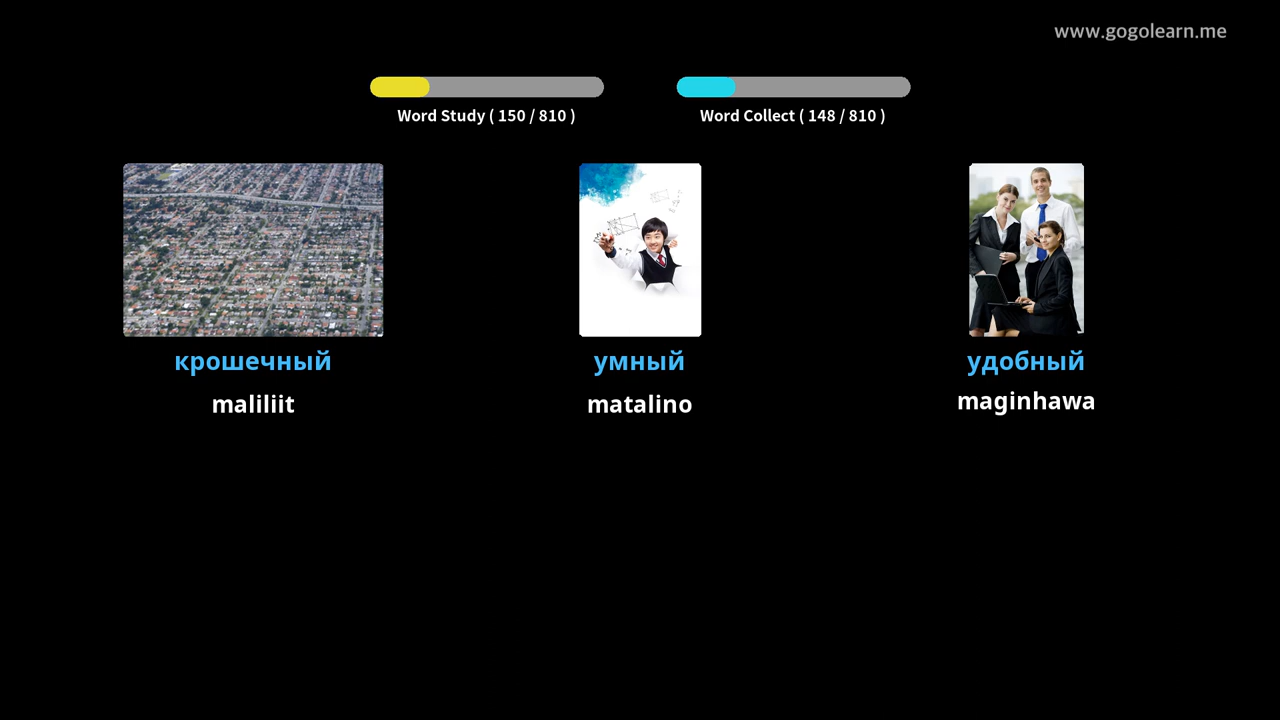 www.gogolearn.me
Word Study ( 150 / 810 )
Word Collect ( 148 / 810 )
крошечный
умный
удобный
maliliit
matalino
maginhawa